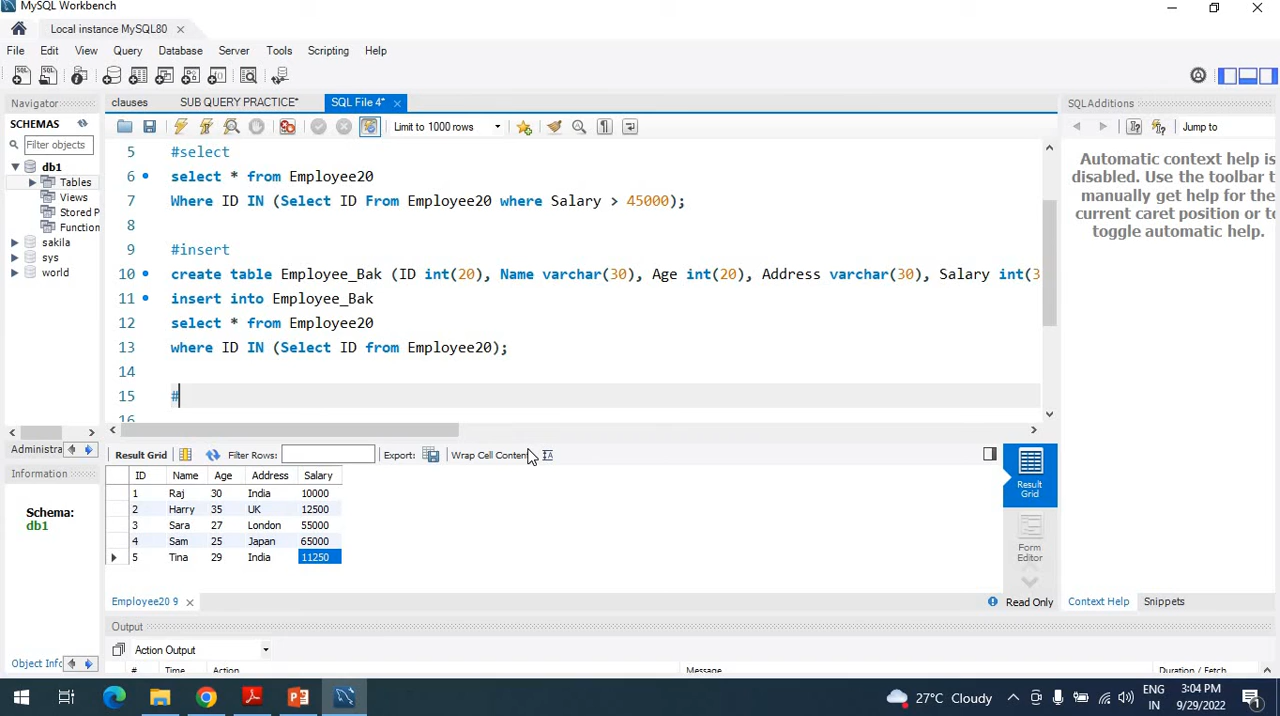 MySQL Workbench
Local instance MySQL80
File Edit View Query Database Server Tools Scripting Help
Navigator
clauses SUB QUERY PRACTICE* SQL File 4* SQL Additions
SCHEMAS
Limit to 1000 rows
Jump to
Filter objects
db1
Tables
Views
Stored P
Function
sakila
sys
world
5 #select
6 select * from Employee20
7 Where ID IN (Select ID From Employee20 where Salary > 45000);
8
9 #insert
10 create table Employee_Bak (ID int(20), Name varchar(30), Age int(20), Address varchar(30), Salary int(3
11 insert into Employee_Bak
12 select * from Employee20
13 where ID IN (Select ID from Employee20);
14
15 #
16
Automatic context help is
disabled. Use the toolbar t
manually get help for the
current caret position or to
toggle automatic help.
Administra
Information
Schema:
db1
Result Grid Filter Rows: Export: Wrap Cell Conten
ID Name Age Address Salary
1 Raj 30 India 10000
2 Harry 35 UK 12500
3 Sara 27 London 55000
4 Sam 25 Japan 65000
5 Tina 29 India 11250
Result
Grid
Form
Editor
Employee20 9
Read Only
Context Help Snippets
Output
Action Output
Object Info
# Time Action Message Duration / Fetch
27°C Cloudy
ENG
IN
3:04 PM
9/29/2022
1